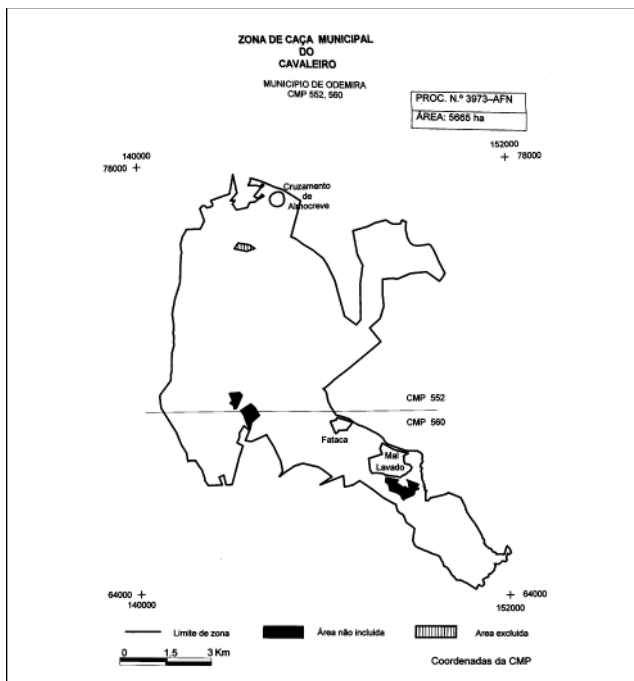 ZONA DE CAÇA MUNICIPAL
DO
CAVALEIRO
MUNICIPIO DE ODEMIRA
CMP 552, 560
PROC. N.º 3973–AFN
ÁREA: 5665 ha
140000
78000
152000
78000
Cruzamento
de
Almocreve
CMP 552
CMP 560
Fataca
Mal
Lavado
64000
140000
64000
152000
Limite de zona
Área não incluida
Area excluida
0 1.5 3 Km
Coordenadas da CMP